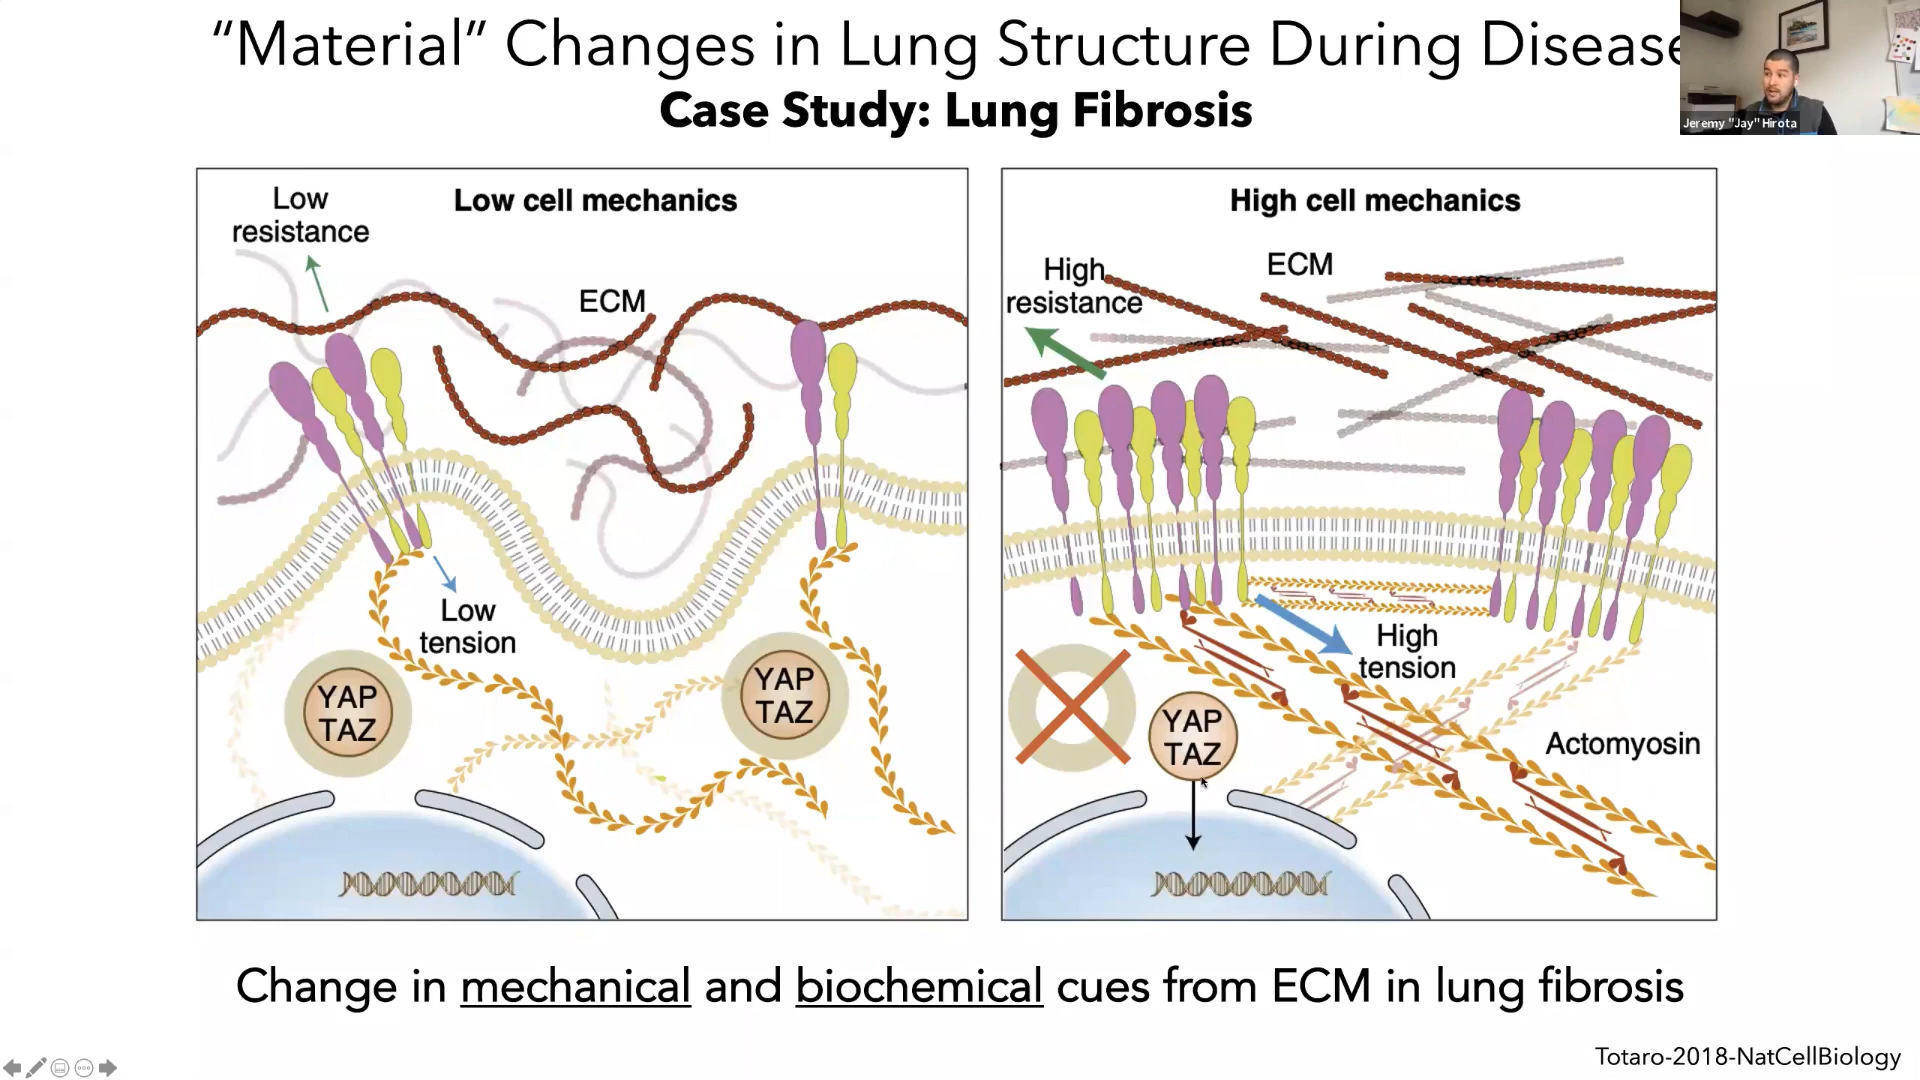 “Material” Changes in Lung Structure During Disease
Case Study: Lung Fibrosis
Jeremy "Jay" Hirota
Low
resistance
Low cell mechanics
ECM
Low
tension
YAP
TAZ
YAP
TAZ
High cell mechanics
High
resistance
ECM
High
tension
YAP
TAZ
Actomyosin
Change in mechanical and biochemical cues from ECM in lung fibrosis
Totaro-2018-NatCellBiology